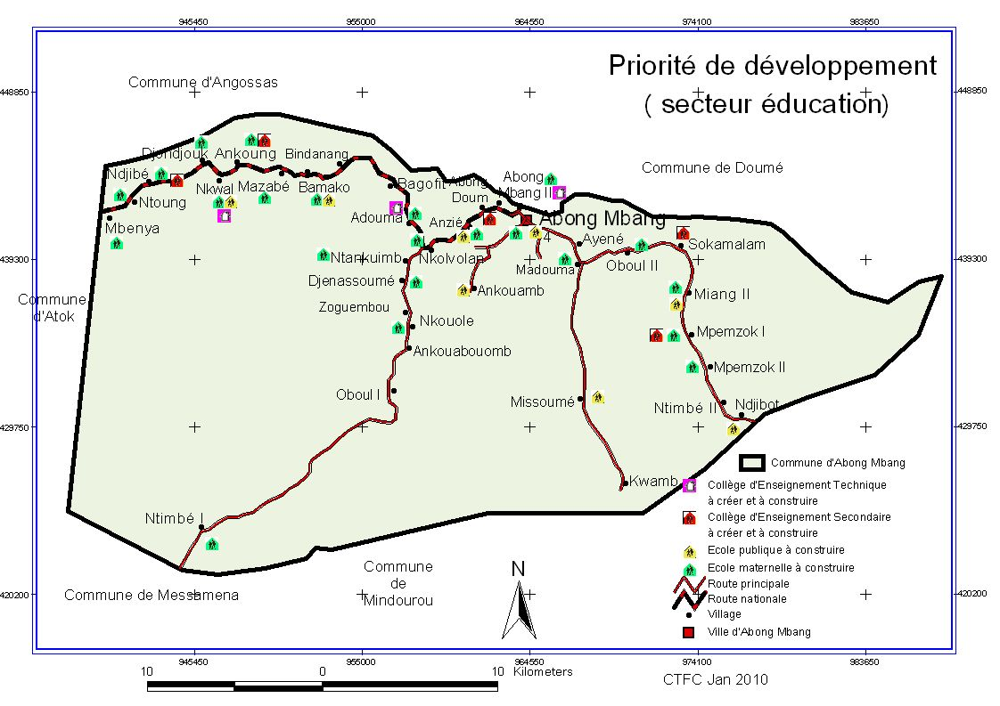 945450 955000 964550 974100 983650
Priorité de développement
( secteur éducation)
Commune d'Angossas
448850 448850
Djondjouk Ankoung Bindanang
Commune de Doumé
Ndjibé
Abong
Mbang II
Nkwal Mazabé Bamako
Bagofit
Abong
Doum
Ntoung
Adouma
Anzié
Abong Mbang
Mbenya
4
Ayené
Sokamalam
439300 439300
Ntankuimb
Nkolvolan
Madouma
Oboul II
Djenassoumé
Ankouamb
Miang II
Commune
d'Atok
Zoguembou
Nkouole
Mpemzok I
Ankouabouomb
Mpemzok II
Oboul I
Missoumé
Ntimbé II
Ndjibot
429750 429750
Commune d'Abong Mbang
Kwamb
Collège d'Enseignement Technique
à créer et à construire
Ntimbé I
Collège d'Enseignement Secondaire
à créer et à construire
Ecole publique à construire
Commune
de
Mindourou
N
Ecole maternelle à construire
Route principale
Commune de Messamena
420200 420200
Route nationale
Village
Ville d'Abong Mbang
945450 955000 964550 974100 983650
10 0 10 Kilometers
CTFC Jan 2010